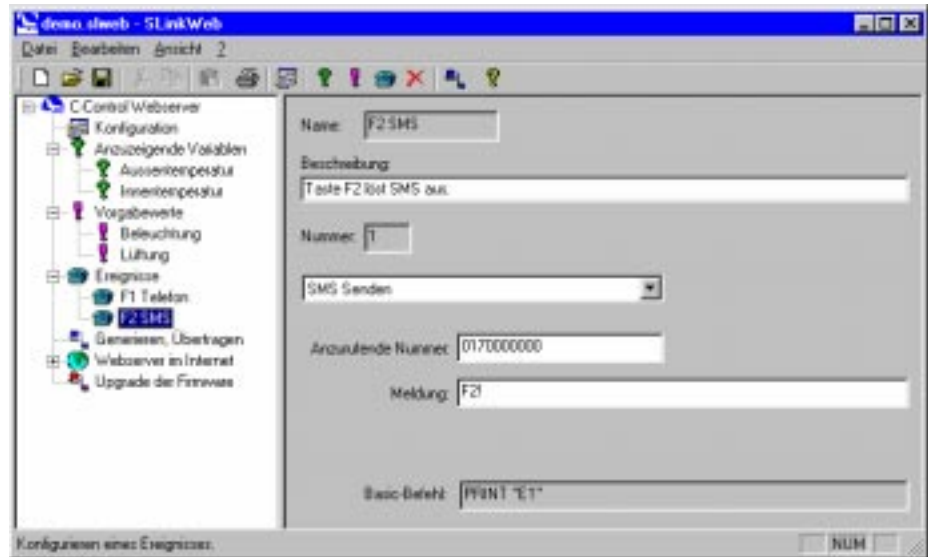 demo.slweb - SLinkWeb
Datei Bearbeiten Ansicht ?
C-Control Webserver
Konfiguration
Anzuzeigende Variablen
Aussentemperatur
Innentemperatur
Vorgabewerte
Beleuchtung
Lüftung
Ereignisse
F1 Telefon
F2 SMS
Generieren, Übertragen
Webserver im Internet
Upgrade der Firmware
Name: F2 SMS
Beschreibung:
Taste F2 löst SMS aus.
Nummer: 1
SMS Senden
Anzurufende Nummer: 0170000000
Meldung: F2!
Basic-Befehl: PRINT "E1"
Konfigurieren eines Ereignisses.
NUM